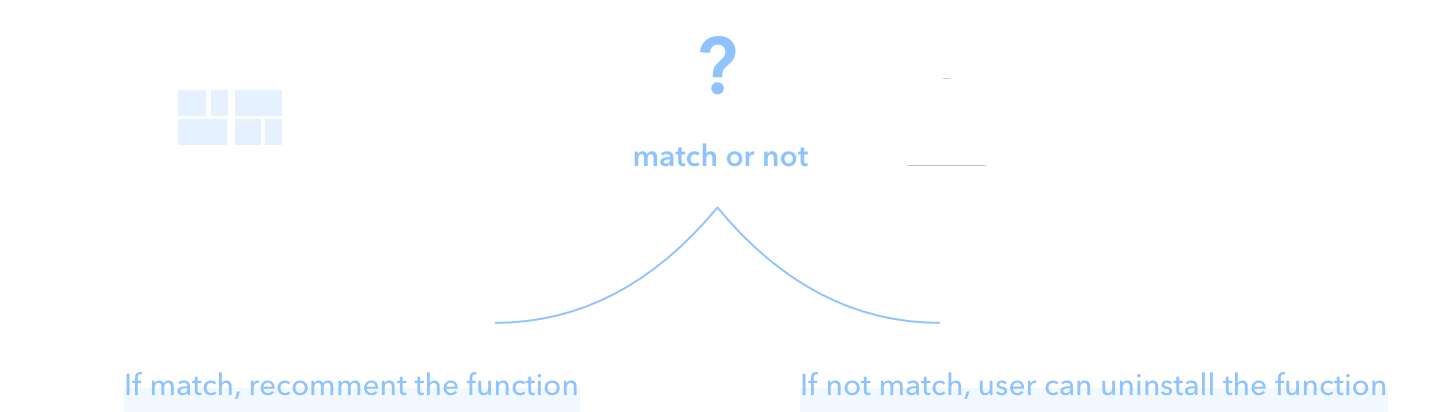 ?
match or not
If match, recomment the function
If not match, user can uninstall the function